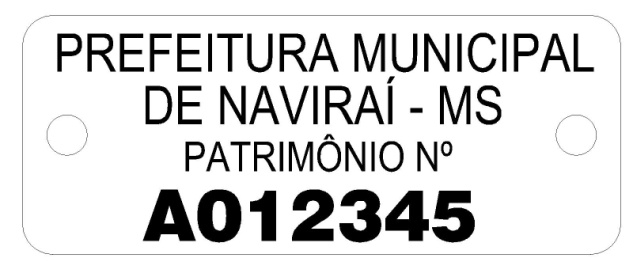 PREFEITURA MUNICIPAL
DE NAVIRAÍ - MS
PATRIMÔNIO Nº
A012345